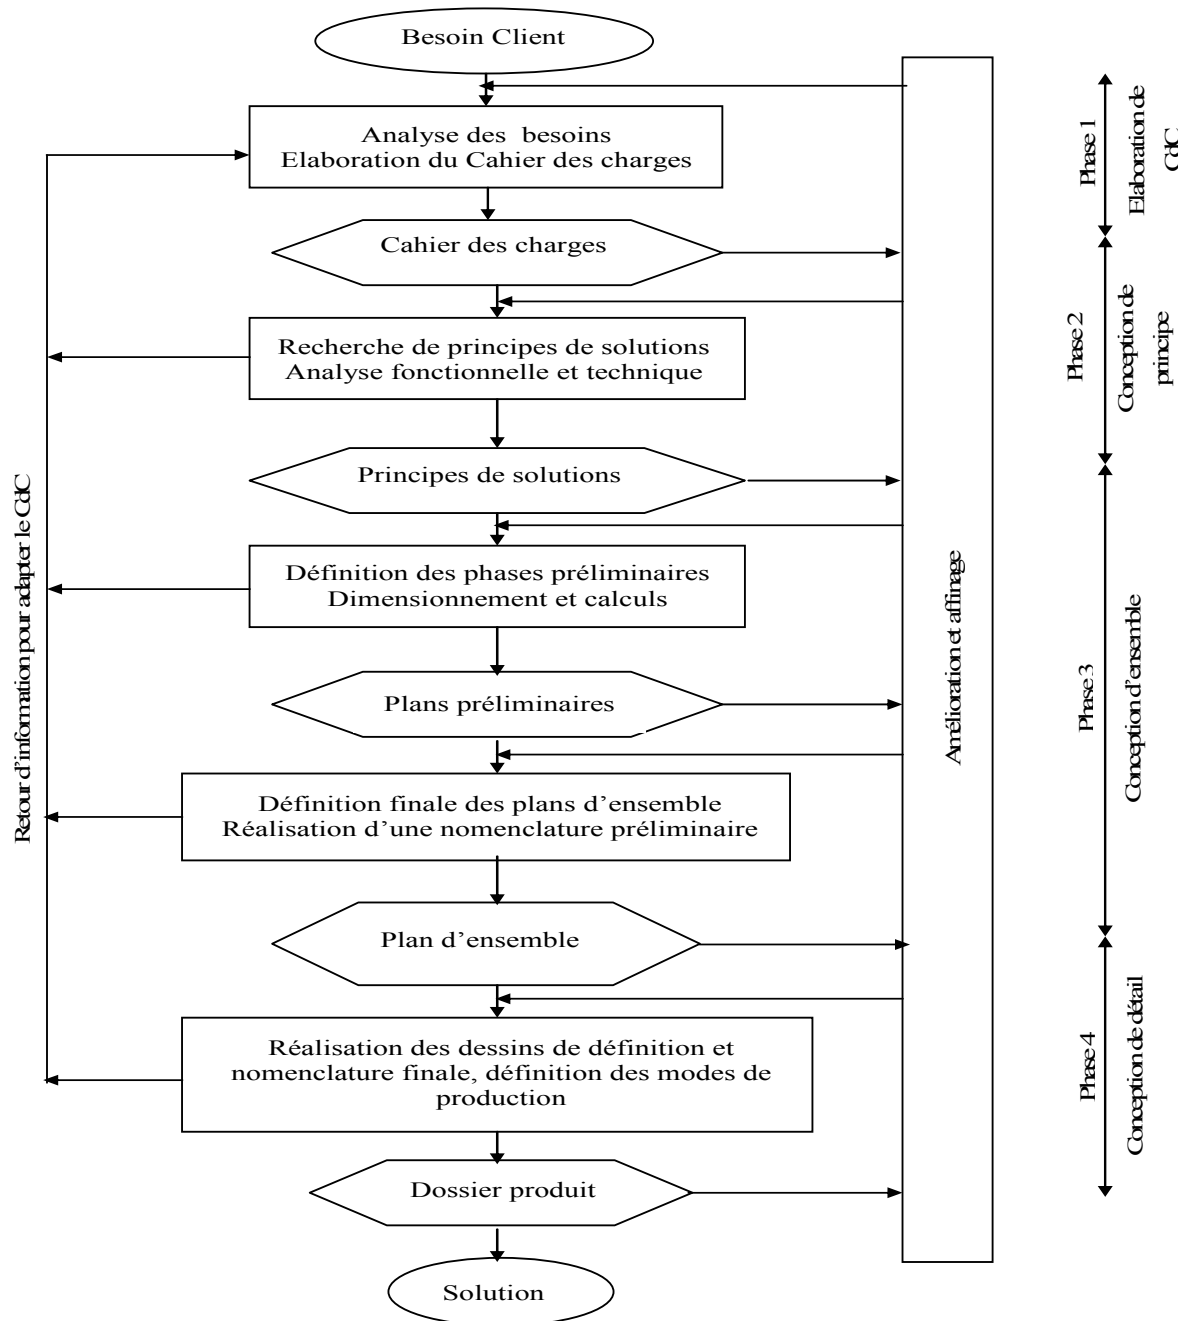 Besoin Client
Analyse des besoins
Elaboration du Cahier des charges
Cahier des charges
Recherche de principes de solutions
Analyse fonctionnelle et technique
Principes de solutions
Définition des phases préliminaires
Dimensionnement et calculs
Plans préliminaires
Définition finale des plans d'ensemble
Réalisation d'une nomenclature préliminaire
Plan d'ensemble
Réalisation des dessins de définition et
nomenclature finale, définition des modes de
production
Dossier produit
Solution
Retour d'information pour adapter le CdC
Amélioration et affinage
Phase 1
Elaboration de
CdC
Phase 2
Conception de
principe
Phase 3
Conception d'ensemble
Phase 4
Conception de détail